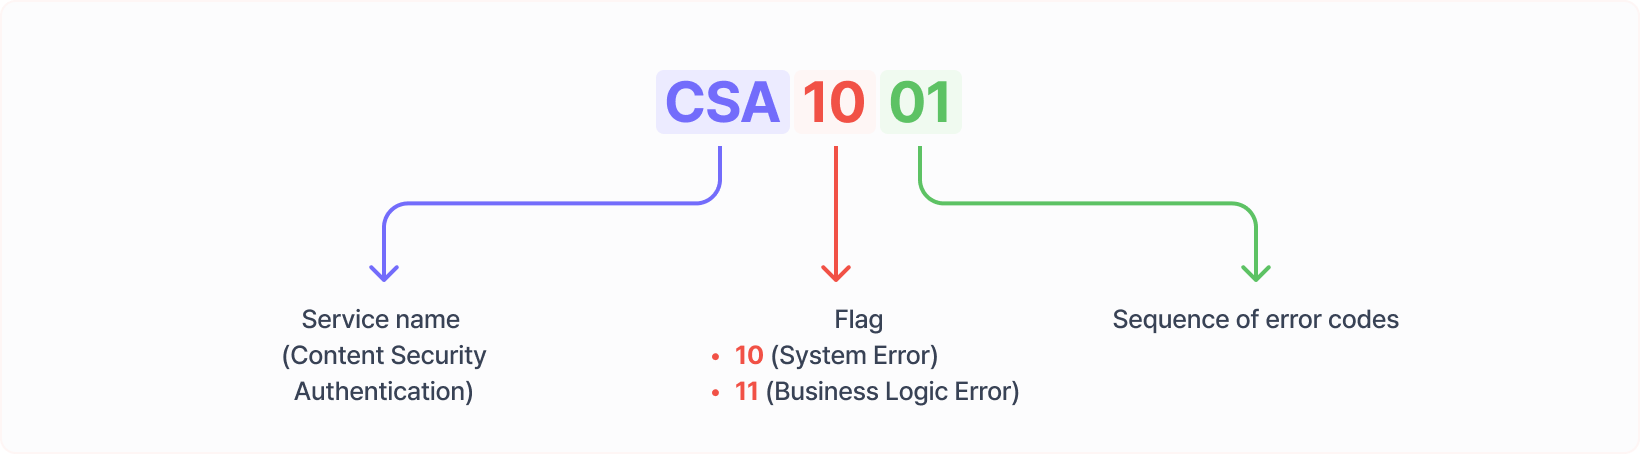 CSA 10 01
Service name
(Content Security
Authentication)
Flag
• 10 (System Error)
• 11 (Business Logic Error)
Sequence of error codes